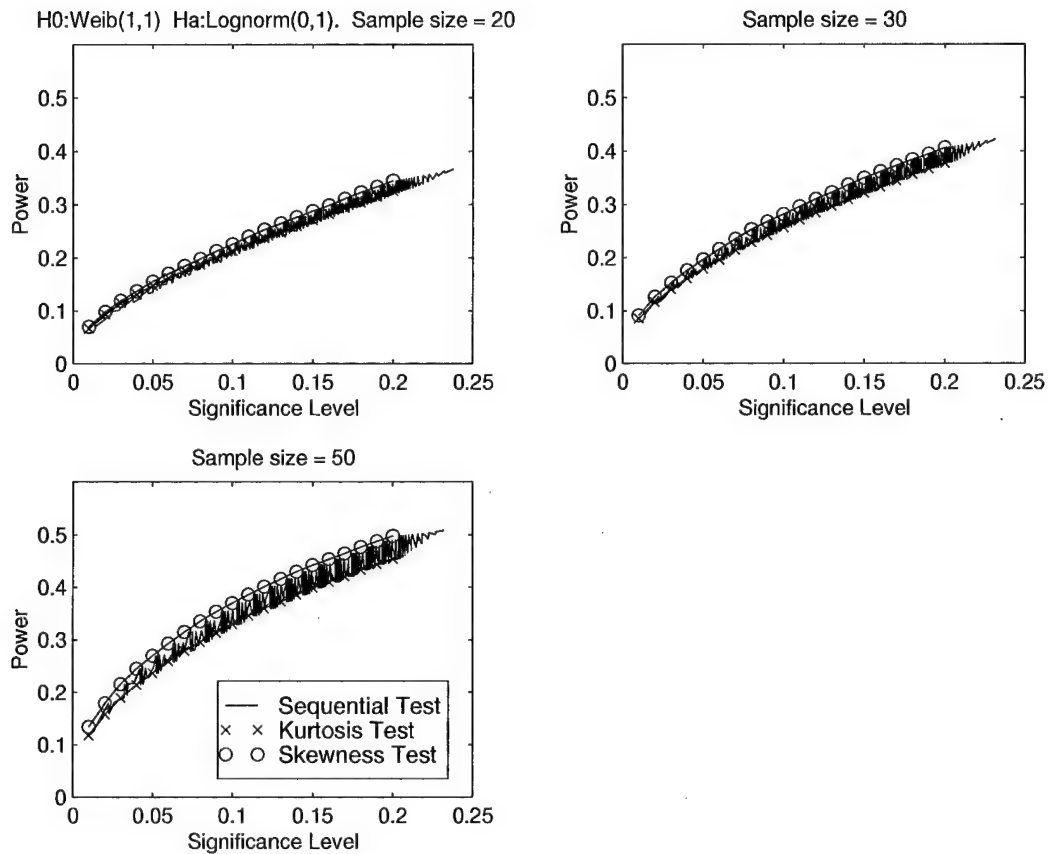 H0:Weib(1,1) Ha:Lognorm(0,1). Sample size = 20
0.5
0.4
0.3
0.2
0.1
0
Power
0 0.05 0.1 0.15 0.2 0.25
Significance Level
Sample size = 30
0.5
0.4
0.3
0.2
0.1
0
Power
0 0.05 0.1 0.15 0.2 0.25
Significance Level
Sample size = 50
0.5
0.4
0.3
0.2
0.1
0
Power
Sequential Test
Kurtosis Test
Skewness Test
0 0.05 0.1 0.15 0.2 0.25
Significance Level